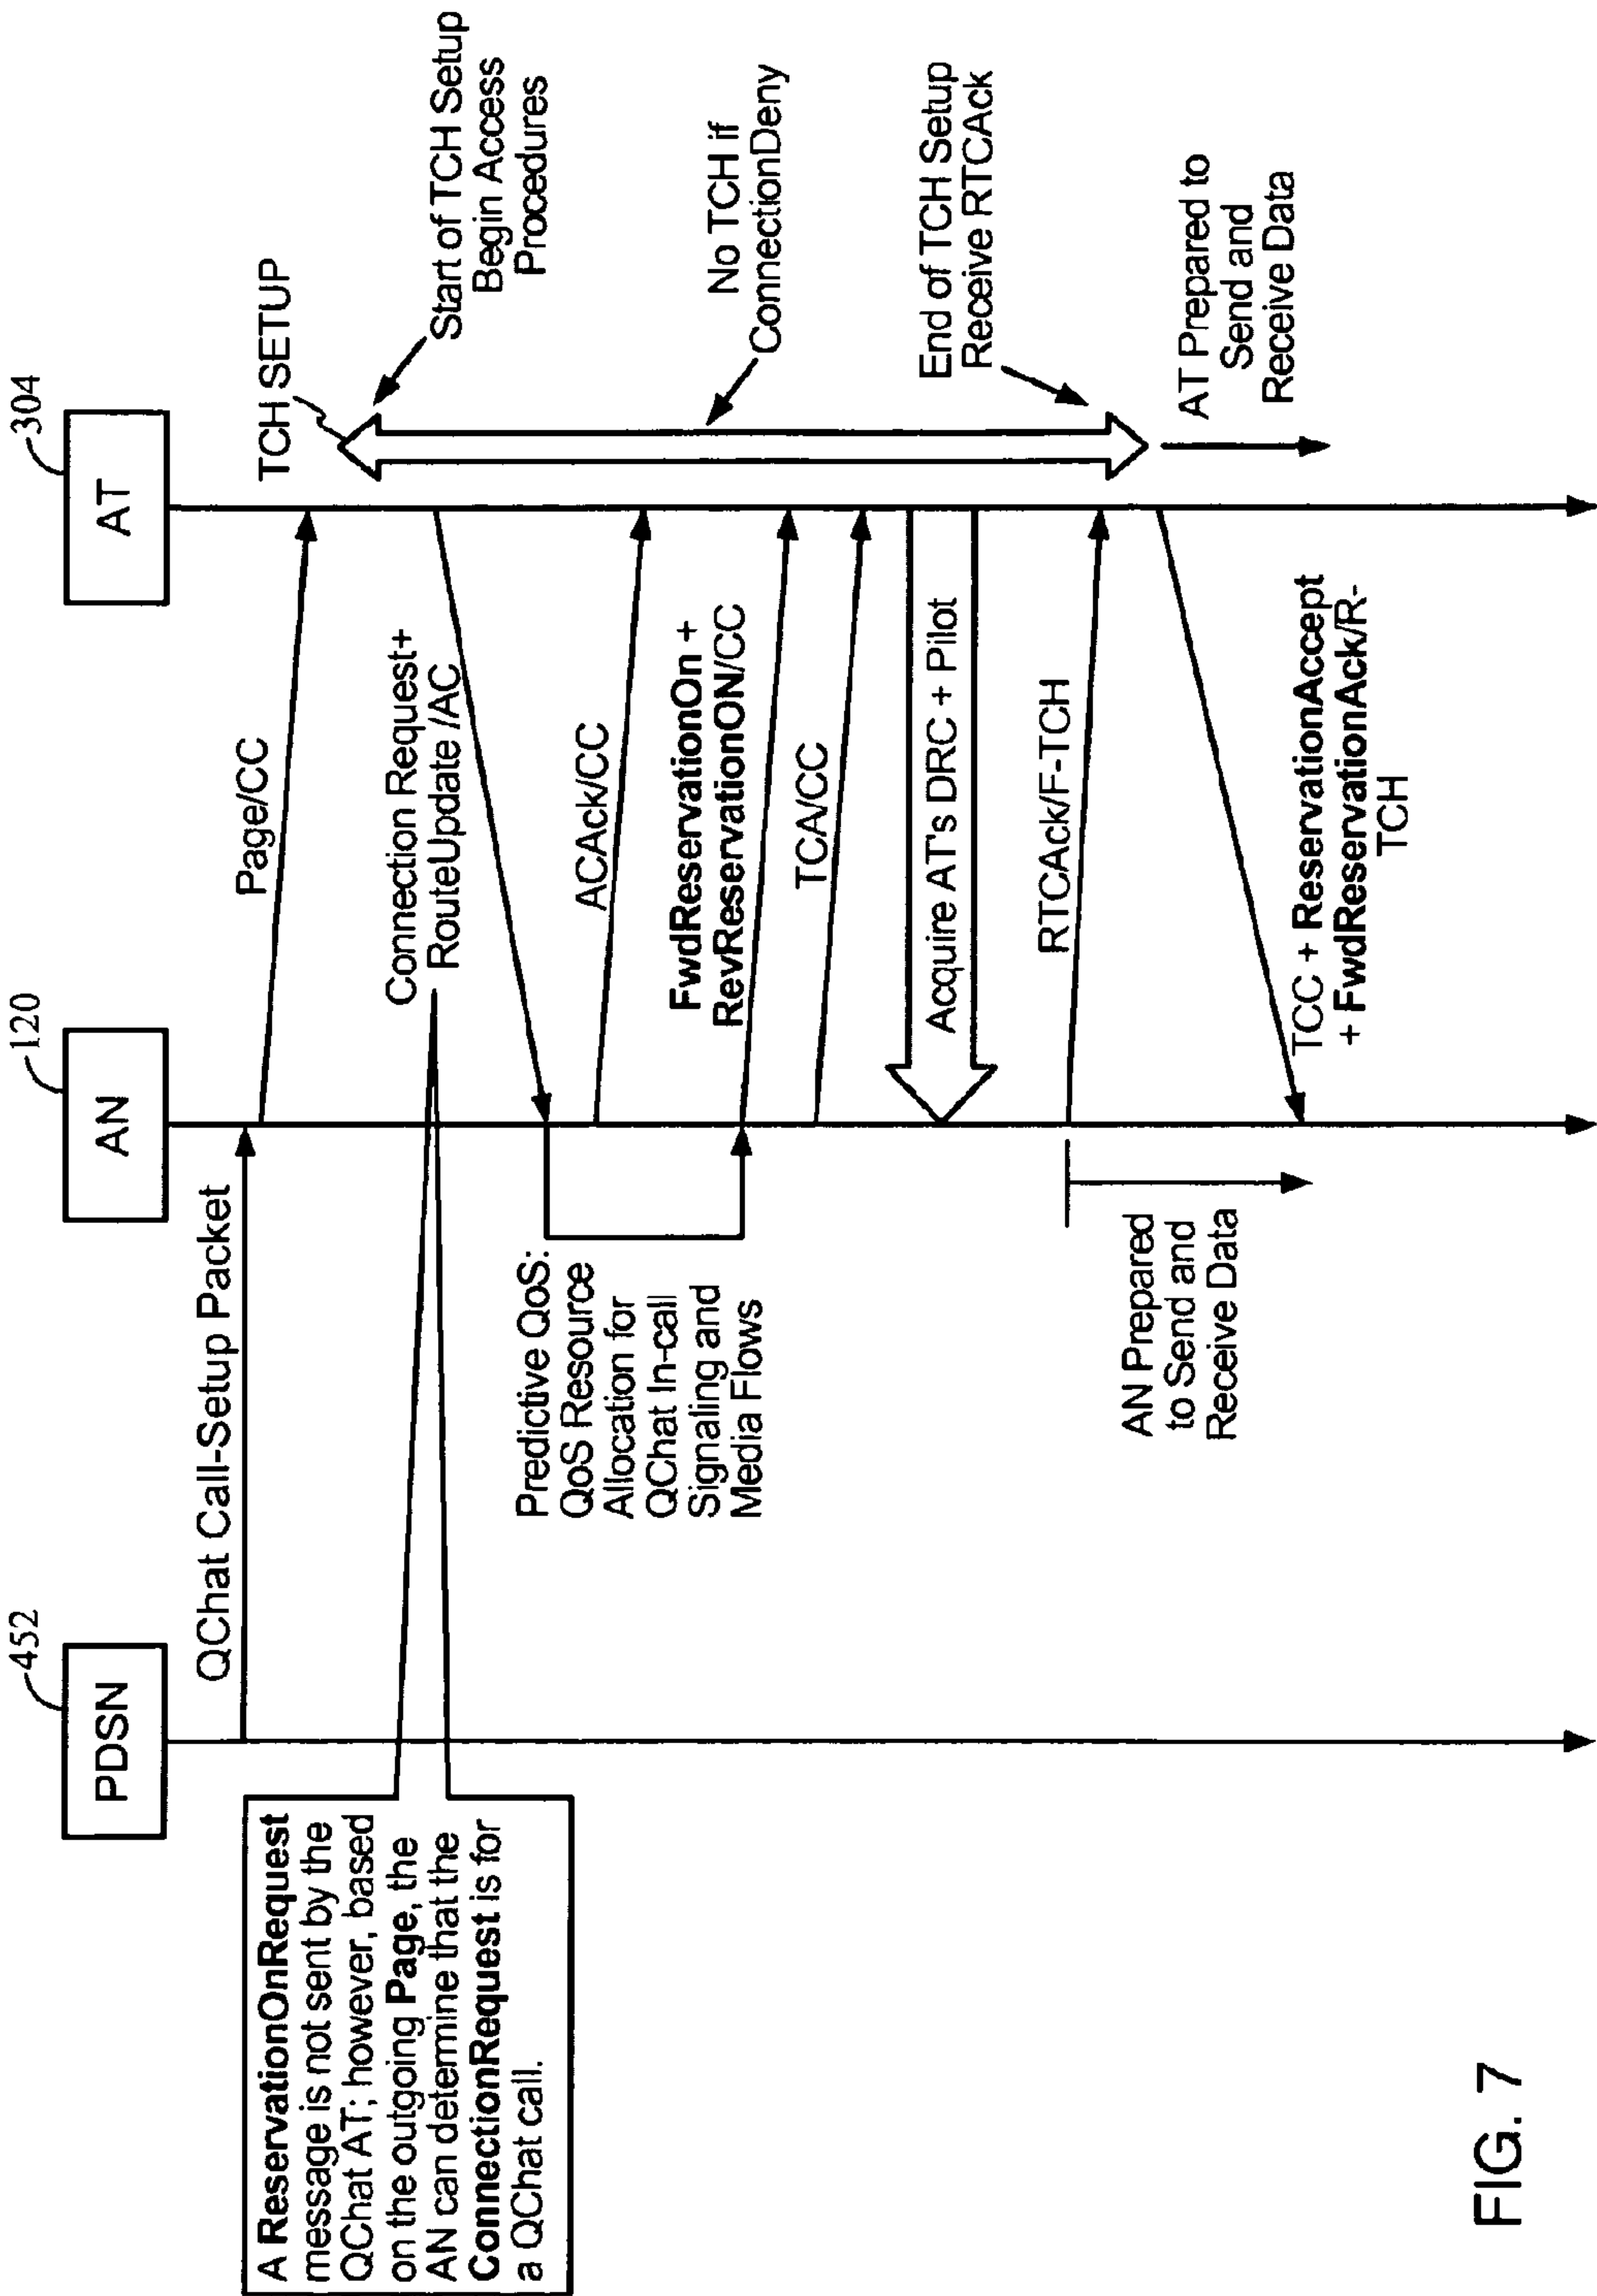 452
PDSN
120
AN
304
AT
QChat Call-Setup Packet
Page/CC
TCH SETUP
Start of TCH Setup
Begin Access
Procedures
A ReservationOnRequest
message is not sent by the
QChat AT; however, based
on the outgoing Page, the
AN can determine that the
ConnectionRequest is for
a QChat call.
Connection Request+
RouteUpdate /AC
Predictive QoS:
QoS Resource
Allocation for
QChat In-call
Signaling and
Media Flows
ACAck/CC
FwdReservationOn +
RevReservationON/CC
No TCH if
ConnectionDeny
TCA/CC
Acquire AT's DRC + Pilot
End of TCH Setup
Receive RTCAck
RTCAck/F-TCH
AN Prepared
to Send and
Receive Data
AT Prepared to
Send and
Receive Data
TCC + ReservationAccept
+ FwdReservationAck/R-
TCH
FIG. 7